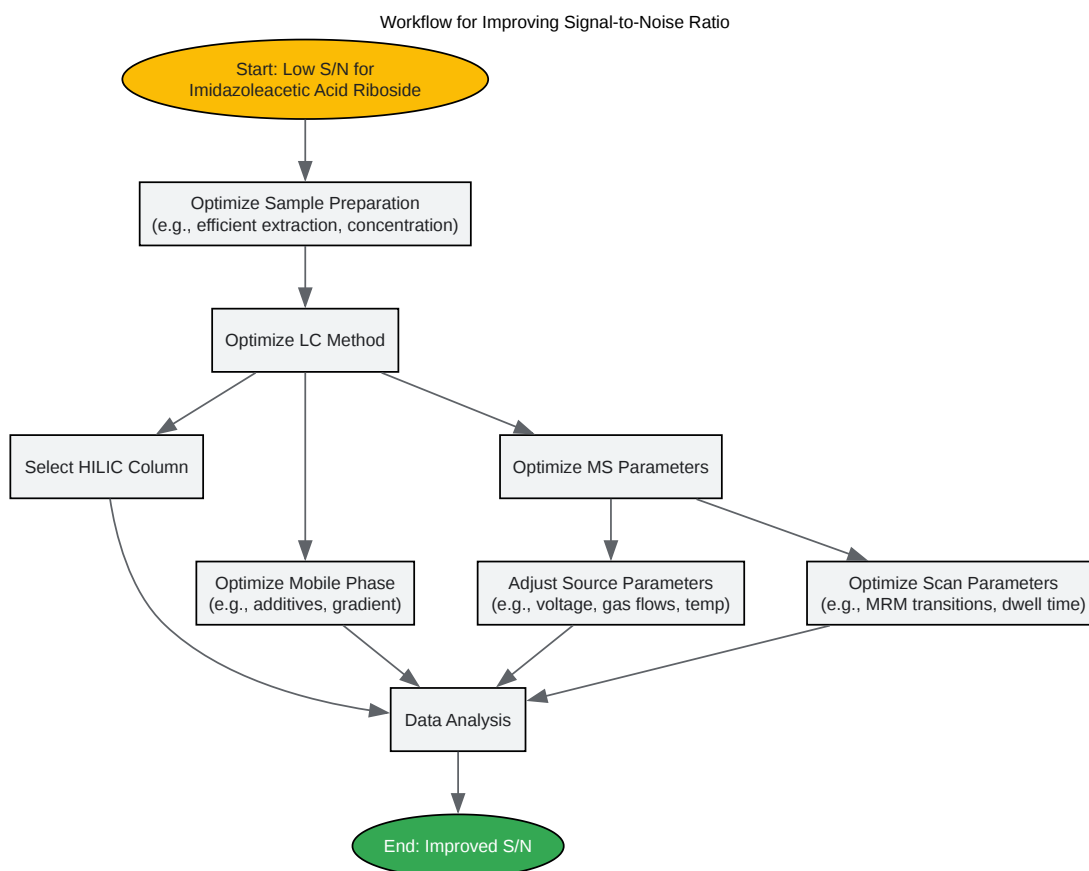 Workflow for Improving Signal-to-Noise Ratio
Start: Low S/N for
Imidazoleacetic Acid Riboside
Optimize Sample Preparation
(e.g., efficient extraction, concentration)
Optimize LC Method
Select HILIC Column
Optimize MS Parameters
Optimize Mobile Phase
(e.g., additives, gradient)
Adjust Source Parameters
(e.g., voltage, gas flows, temp)
Optimize Scan Parameters
(e.g., MRM transitions, dwell time)
Data Analysis
End: Improved S/N